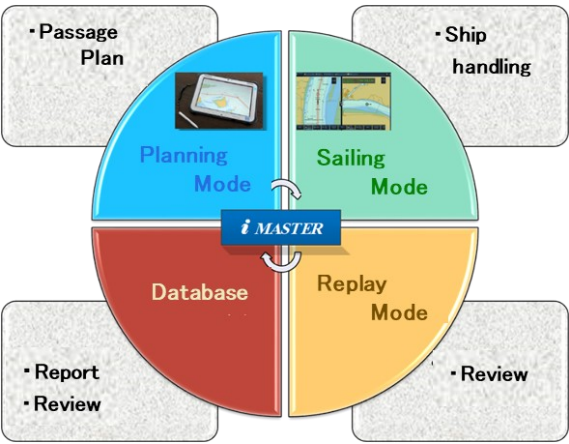 ・Passage
Plan
・Ship
handling
Planning
Mode
Sailing
Mode
i MASTER
Database
Replay
Mode
・Report
・Review
・Review